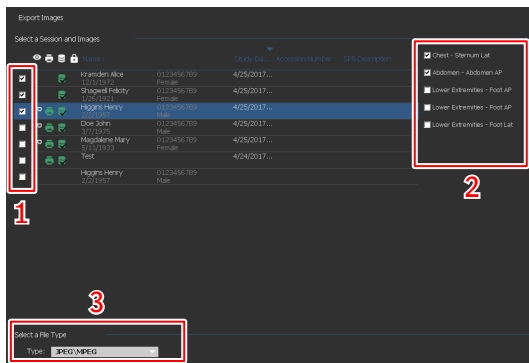 Export Images
Select a Session and Images
Name Study Da... Accession Number SPS Description
Kramden Alice 0123456789 4/25/2017...
12/1/1972 Female
Shagwell Felicity 0123456789 4/25/2017...
1/26/1921 Female
Higgins Henry 0123456789 4/25/2017...
2/2/1957 Male
Doe John 0123456789 4/25/2017...
3/7/1975 Male
Magdalene Mary 0123456789 4/25/2017...
5/11/1933 Female
Test 4/24/2017...
Higgins Henry 0123456789
2/2/1957 Male
1
Chest - Sternum Lat
Abdomen - Abdomen AP
Lower Extremities - Foot AP
Lower Extremities - Foot AP
Lower Extremities - Foot Lat
2
3
Select a File Type
Type: JPEG\MPEG